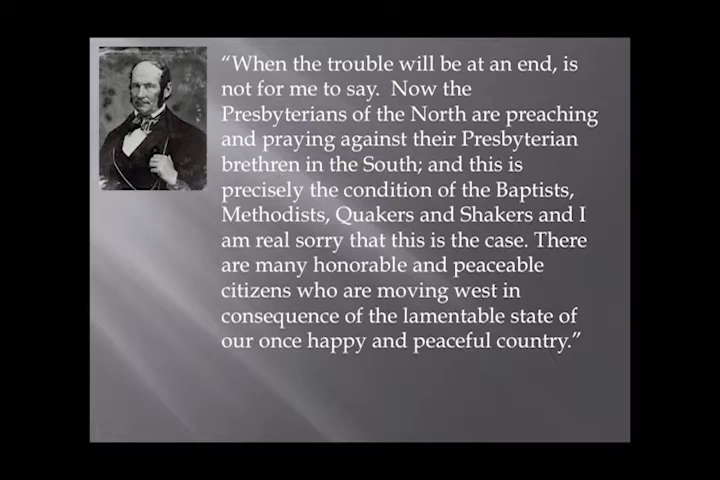 “When the trouble will be at an end, is
not for me to say.  Now the
Presbyterians of the North are preaching
and praying against their Presbyterian
brethren in the South; and this is
precisely the condition of the Baptists,
Methodists, Quakers and Shakers and I
am real sorry that this is the case. There
are many honorable and peaceable
citizens who are moving west in
consequence of the lamentable state of
our once happy and peaceful country.”